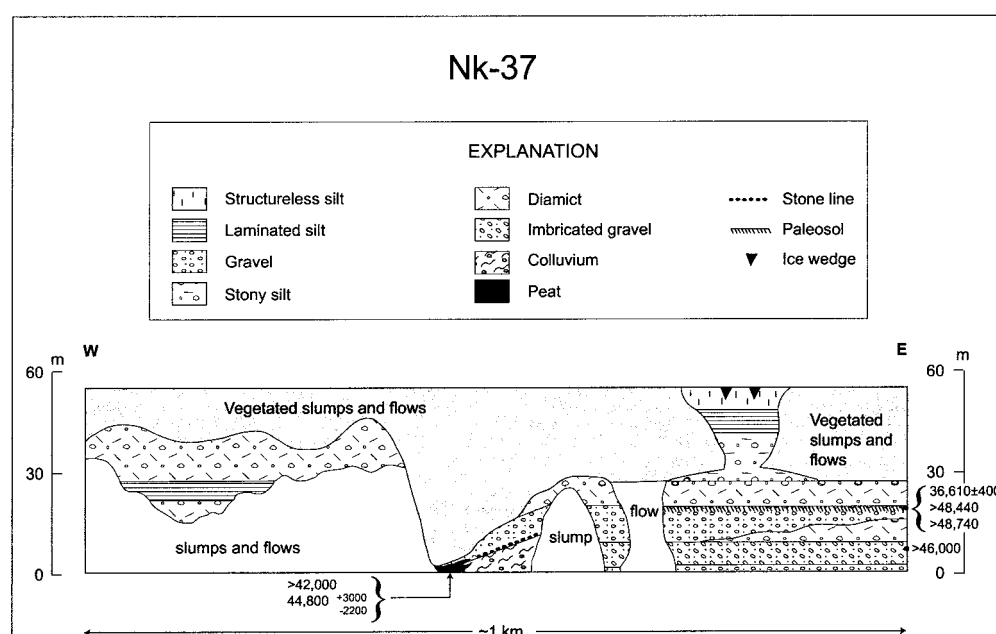 Nk-37
EXPLANATION
Structureless silt
Laminated silt
Gravel
Stony silt
Diamict
Imbricated gravel
Colluvium
Peat
Stone line
Paleosol
Ice wedge
W
E
m
60
30
0
m
60
30
0
Vegetated slumps and flows
Vegetated
slumps and
flows
slumps and flows
slump
flow
36,610±400
>48,440
>48,740
>46,000
>42,000
44,800 +3000
-2200
~1 km